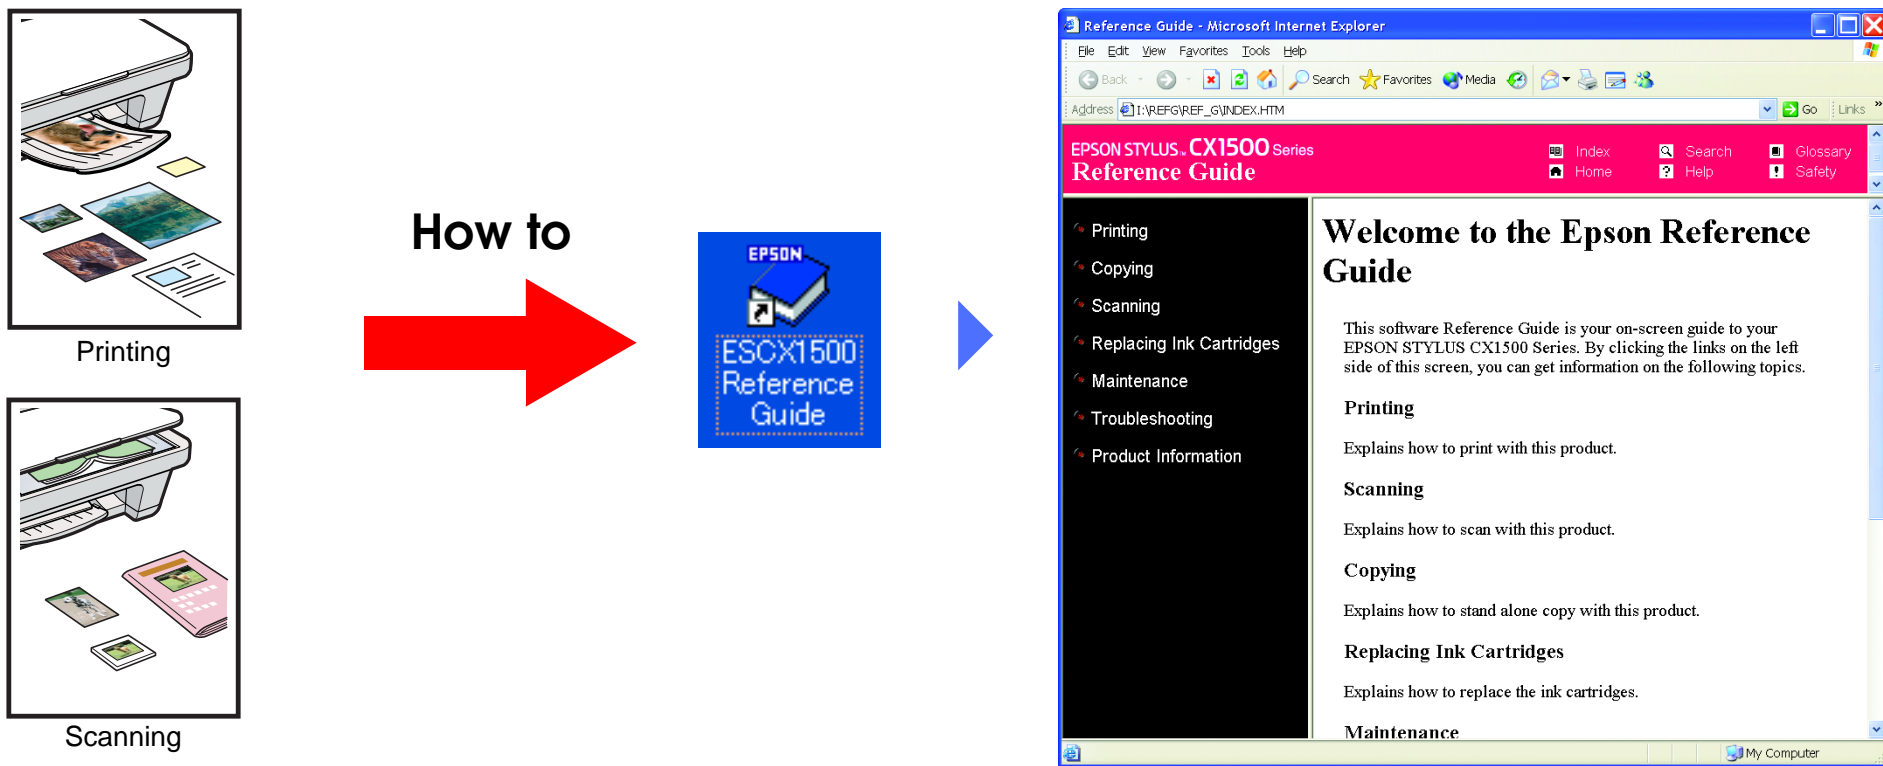 Printing
Scanning
How to
EPSON
ESCX1500
Reference
Guide
Reference Guide - Microsoft Internet Explorer
File Edit View Favorites Tools Help
Back Search Favorites Media
Address I:\REFG\REF_G\INDEX.HTM Go Links »
EPSON STYLUS™ CX1500 Series
Reference Guide
Index Search Glossary
Home Help Safety
Printing
Copying
Scanning
Replacing Ink Cartridges
Maintenance
Troubleshooting
Product Information
Welcome to the Epson Reference
Guide
This software Reference Guide is your on-screen guide to your
EPSON STYLUS CX1500 Series. By clicking the links on the left
side of this screen, you can get information on the following topics.
Printing
Explains how to print with this product.
Scanning
Explains how to scan with this product.
Copying
Explains how to stand alone copy with this product.
Replacing Ink Cartridges
Explains how to replace the ink cartridges.
Maintenance
My Computer